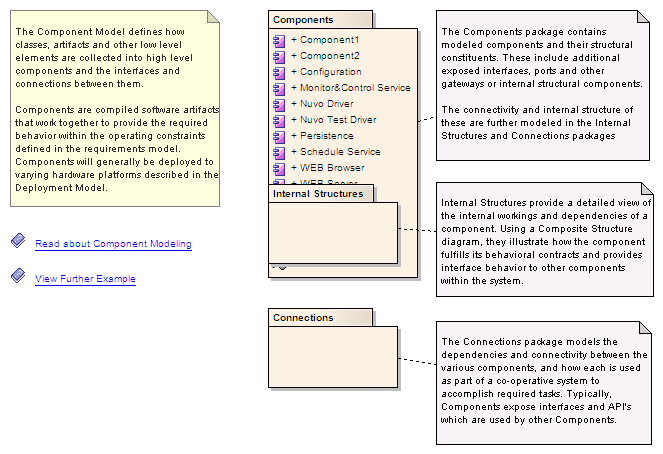 The Component Model defines how
classes, artifacts and other low level
elements are collected into high level
components and the interfaces and
connections between them.
Components are compiled software artifacts
that work together to provide the required
behavior within the operating constraints
defined in the requirements model.
Components will generally be deployed to
varying hardware platforms described in the
Deployment Model.
Read about Component Modeling
View Further Example
Components
+ Component1
+ Component2
+ Configuration
+ Monitor&Control Service
+ Nuvo Driver
+ Nuvo Test Driver
+ Persistence
+ Schedule Service
+ WEB Browser
+ WEB Server
Internal Structures
Connections
The Components package contains
modeled components and their structural
constituents. These include additional
exposed interfaces, ports and other
gateways or internal structural components.
The connectivity and internal structure of
these are further modeled in the Internal
Structures and Connections packages
Internal Structures provide a detailed view of
the internal workings and dependencies of a
component. Using a Composite Structure
diagram, they illustrate how the component
fulfills its behavioral contracts and provides
interface behavior to other components
within the system.
The Connections package models the
dependencies and connectivity between the
various components, and how each is used
as part of a co-operative system to
accomplish required tasks. Typically,
Components expose interfaces and API's
which are used by other Components.